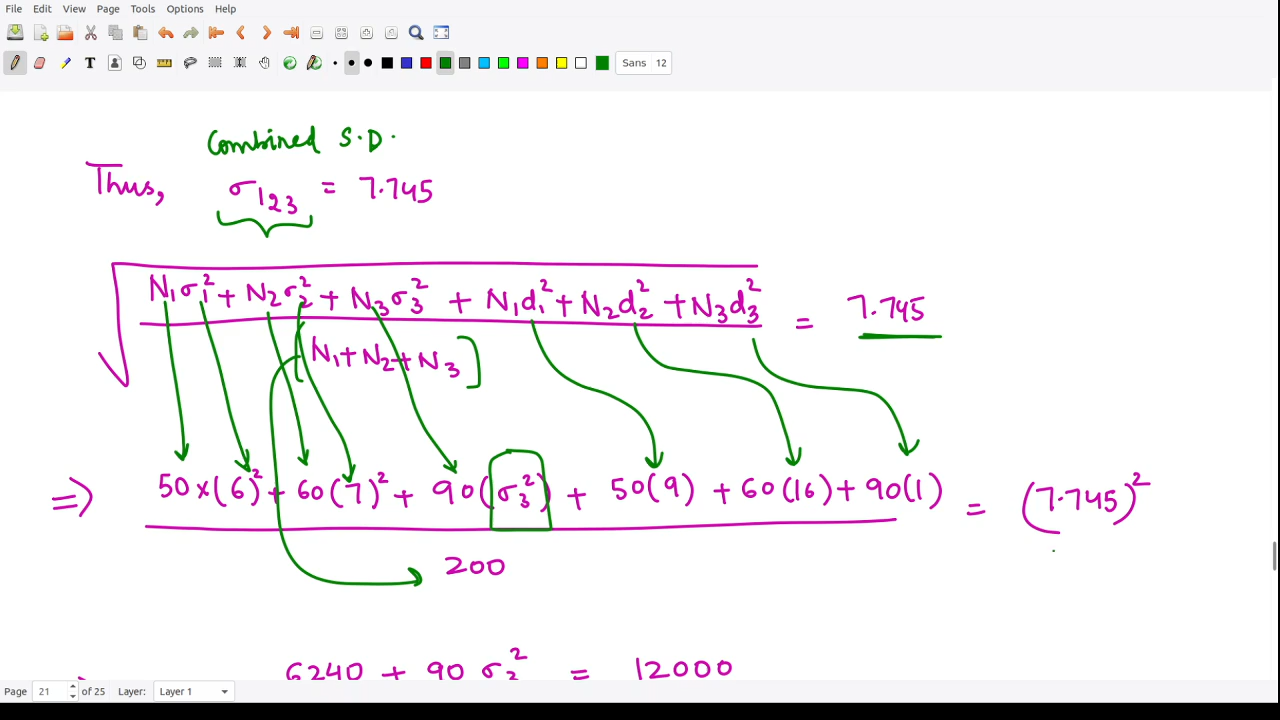 File Edit View Page Tools Options Help
Sans 12
Combined S.D.
Thus, σ₁₂₃ = 7.745
√((N₁σ₁² + N₂σ₂² + N₃σ₃² + N₁d₁² + N₂d₂² + N₃d₃²) / [N₁+N₂+N₃]) = 7.745
=) (50×(6)² + 60(7)² + 90(σ₃²) + 50(9) + 60(16) + 90(1)) / 200 = (7.745)²
6240 + 90 σ₃² = 12000
Page 21 of 25 Layer: Layer 1